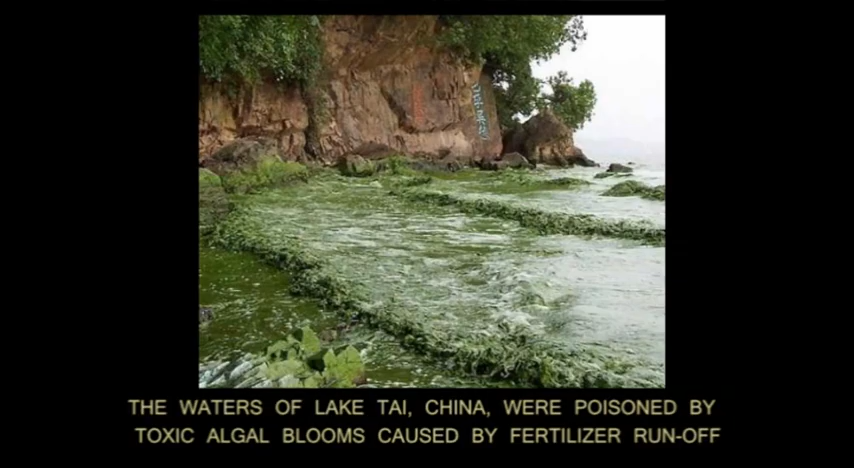 THE WATERS OF LAKE TAI, CHINA, WERE POISONED BY
TOXIC ALGAL BLOOMS CAUSED BY FERTILIZER RUN-OFF